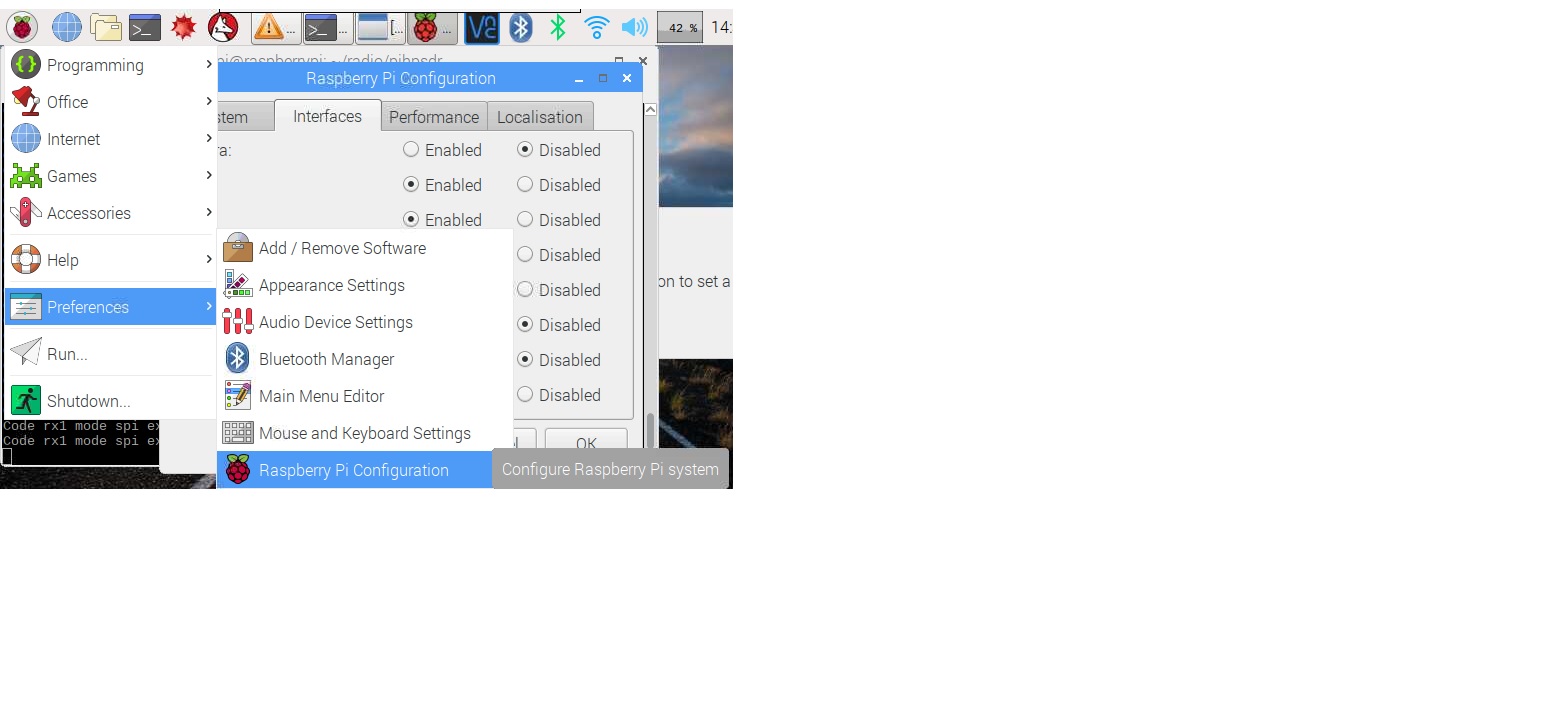 ... ... [... ... 42 % 14:
pi@raspberrypi: ~/radio/pihpsdr
Raspberry Pi Configuration
Programming
Office
Internet
Games
Accessories
Help
Preferences
Run...
Shutdown...
stem Interfaces Performance Localisation
ra: Enabled Disabled
Enabled Disabled
Enabled Disabled
Disabled
Disabled
Disabled
Disabled
Disabled
OK
Add / Remove Software
Appearance Settings
Audio Device Settings
Bluetooth Manager
Main Menu Editor
Mouse and Keyboard Settings
Raspberry Pi Configuration
Configure Raspberry Pi system
on to set a
Code rx1 mode spi ex
Code rx1 mode spi ex